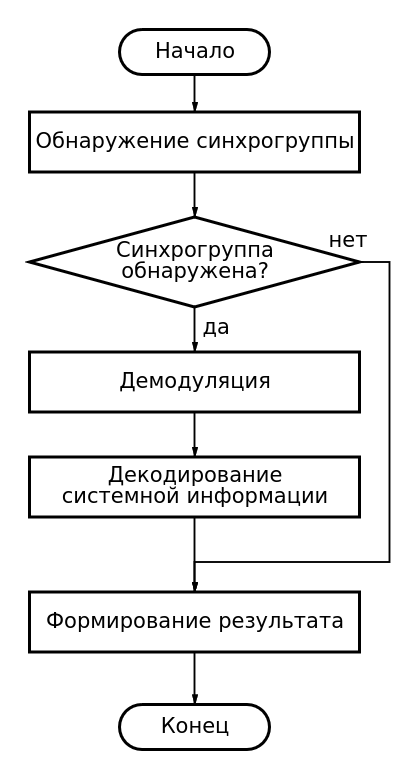 Начало
Обнаружение синхрогруппы
Синхрогруппа
обнаружена?
нет
да
Демодуляция
Декодирование
системной информации
Формирование результата
Конец